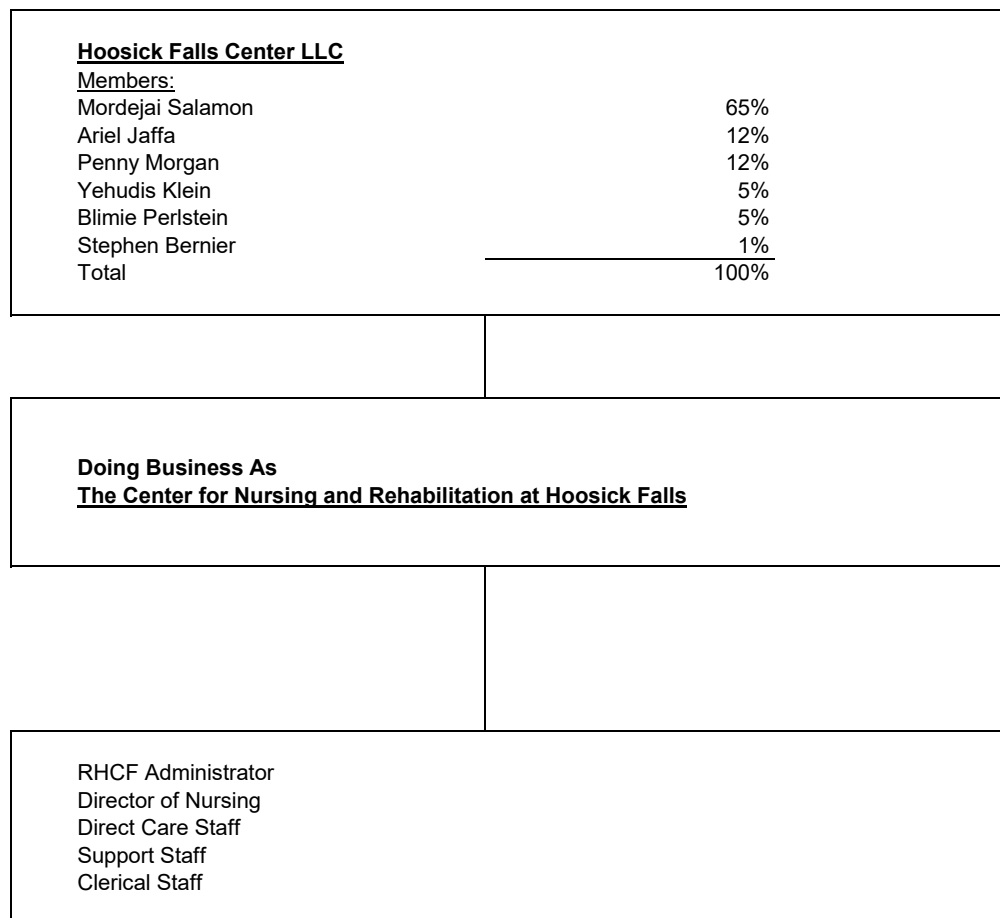 Hoosick Falls Center LLC
Members:
Mordejai Salamon 65%
Ariel Jaffa 12%
Penny Morgan 12%
Yehudis Klein 5%
Blimie Perlstein 5%
Stephen Bernier 1%
Total 100%
Doing Business As
The Center for Nursing and Rehabilitation at Hoosick Falls
RHCF Administrator
Director of Nursing
Direct Care Staff
Support Staff
Clerical Staff